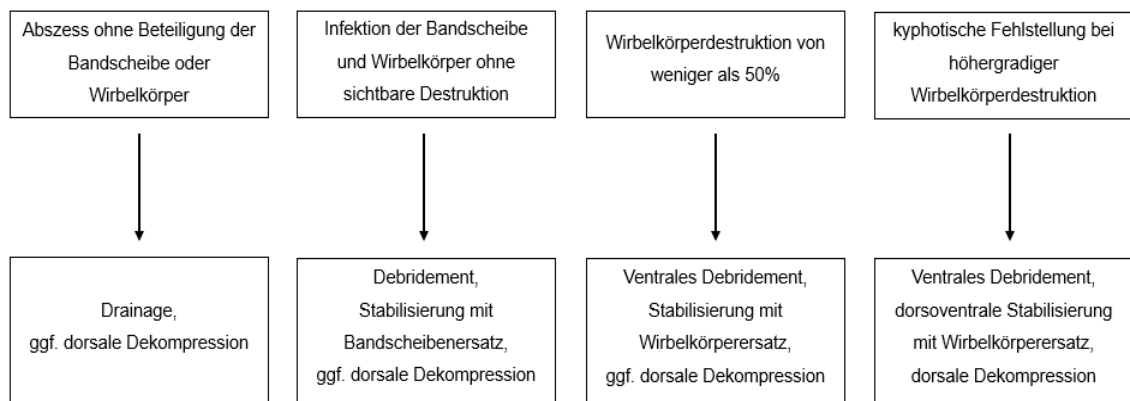 Abszess ohne Beteiligung der
Bandscheibe oder
Wirbelkörper
Infektion der Bandscheibe
und Wirbelkörper ohne
sichtbare Destruktion
Wirbelkörperdestruktion von
weniger als 50%
kyphotische Fehlstellung bei
höhergradiger
Wirbelkörperdestruktion
Drainage,
ggf. dorsale Dekompression
Debridement,
Stabilisierung mit
Bandscheibenersatz,
ggf. dorsale Dekompression
Ventrales Debridement,
Stabilisierung mit
Wirbelkörperersatz,
ggf. dorsale Dekompression
Ventrales Debridement,
dorsoventrale Stabilisierung
mit Wirbelkörperersatz,
dorsale Dekompression